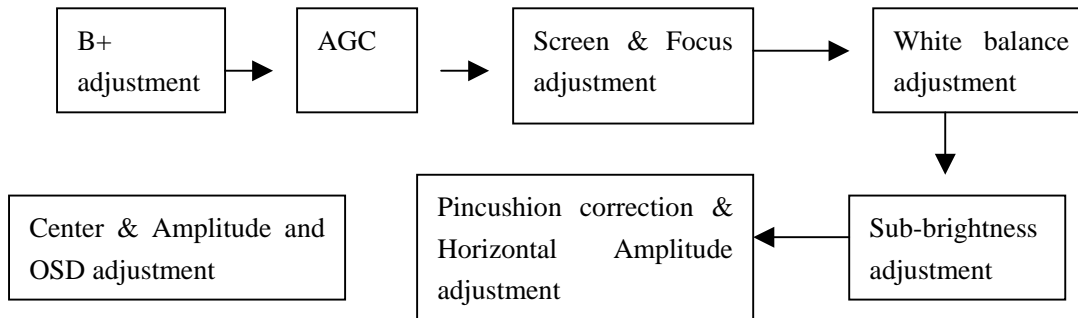 B+
adjustment
AGC
Screen & Focus
adjustment
White balance
adjustment
Sub-brightness
adjustment
Pincushion correction &
Horizontal Amplitude
adjustment
Center & Amplitude and
OSD adjustment